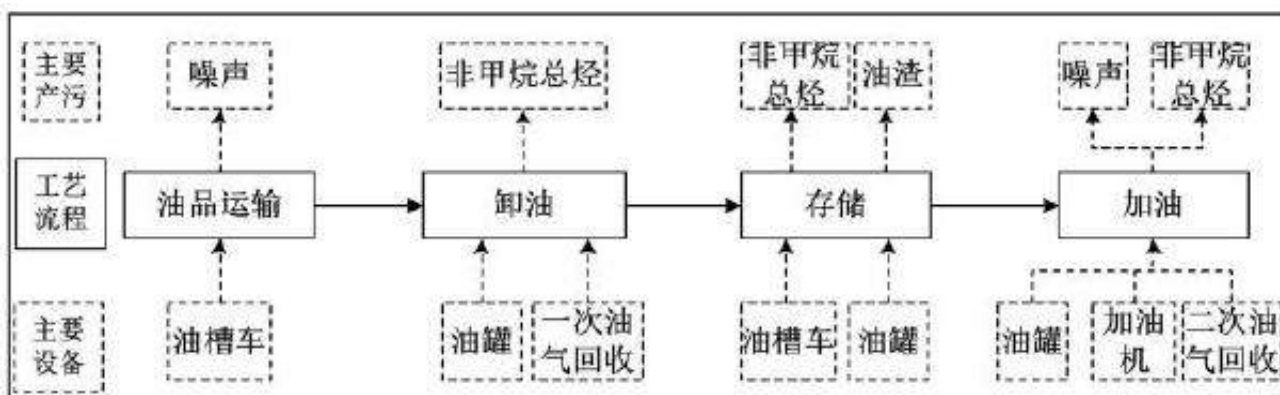 主要
产污
噪声
非甲烷总烃
非甲烷
总烃
油渣
噪声
非甲烷
总烃
工艺
流程
油品运输
卸油
存储
加油
主要
设备
油槽车
油罐
一次油
气回收
油槽车
油罐
油罐
加油
机
二次油
气回收